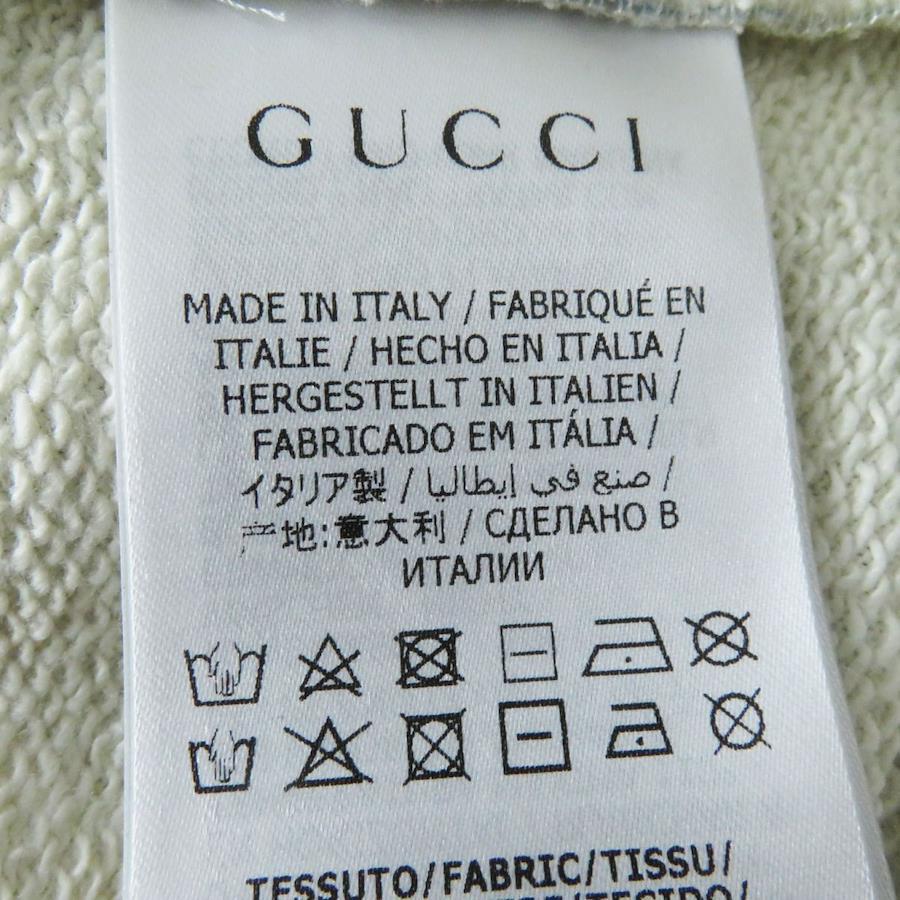 GUCCI
MADE IN ITALY / FABRIQUÉ EN
ITALIE / HECHO EN ITALIA /
HERGESTELLT IN ITALIEN /
FABRICADO EM ITÁLIA /
イタリア製 / صنع في إيطاليا /
产地:意大利 / СДЕЛАНО В
ИТАЛИИ
TESSUTO/FABRIC/TISSU/